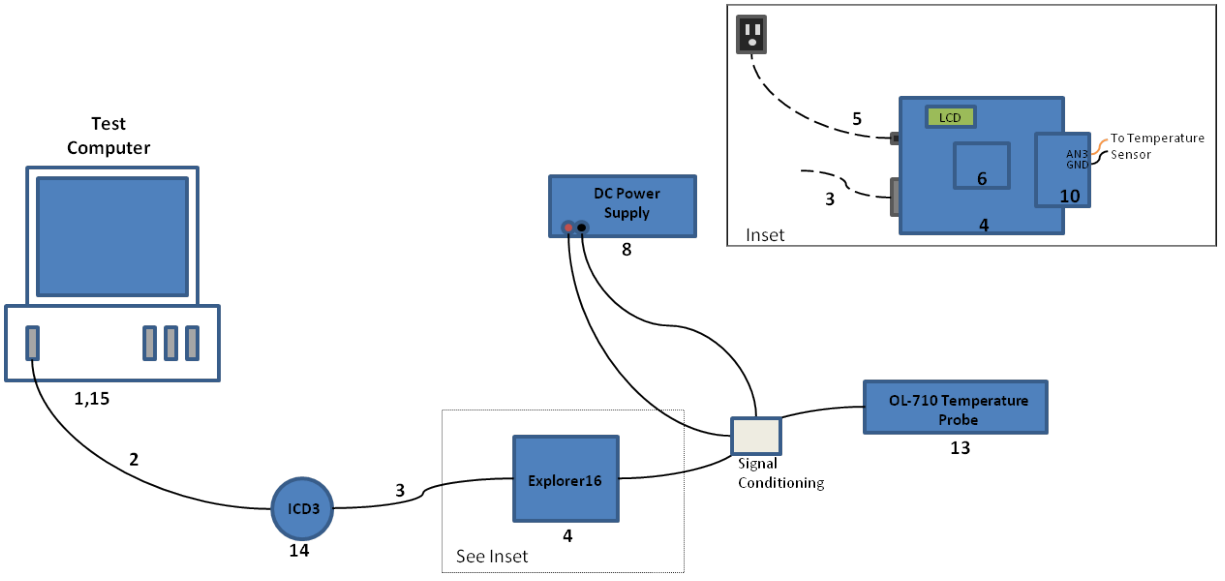 Test
Computer
1,15
2
ICD3
14
3
Explorer16
4
See Inset
DC Power
Supply
8
Signal
Conditioning
OL-710 Temperature
Probe
13
5
LCD
6
3
4
AN3
GND
10
To Temperature
Sensor
Inset